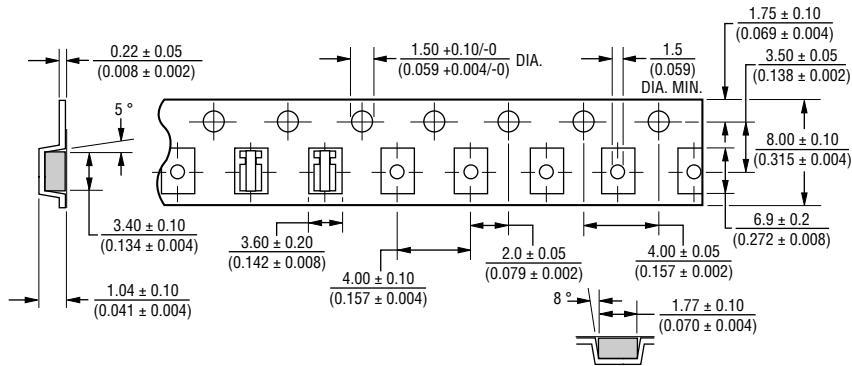 1.75 ± 0.10
(0.069 ± 0.004)
0.22 ± 0.05
(0.008 ± 0.002)
1.50 +0.10/-0
(0.059 +0.004/-0)
DIA.
1.5
(0.059)
DIA. MIN.
3.50 ± 0.05
(0.138 ± 0.002)
5 °
8.00 ± 0.10
(0.315 ± 0.004)
3.40 ± 0.10
(0.134 ± 0.004)
3.60 ± 0.20
(0.142 ± 0.008)
2.0 ± 0.05
(0.079 ± 0.002)
4.00 ± 0.05
(0.157 ± 0.002)
6.9 ± 0.2
(0.272 ± 0.008)
4.00 ± 0.10
(0.157 ± 0.004)
1.04 ± 0.10
(0.041 ± 0.004)
8 °
1.77 ± 0.10
(0.070 ± 0.004)